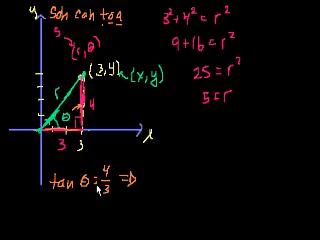 y Soh cah toa
5
(r, θ)
(3,4) (x,y)
r
θ
4
3 3 x
tan θ = 4/3 ⇒
3² + 4² = r²
9 + 16 = r²
25 = r²
5 = r